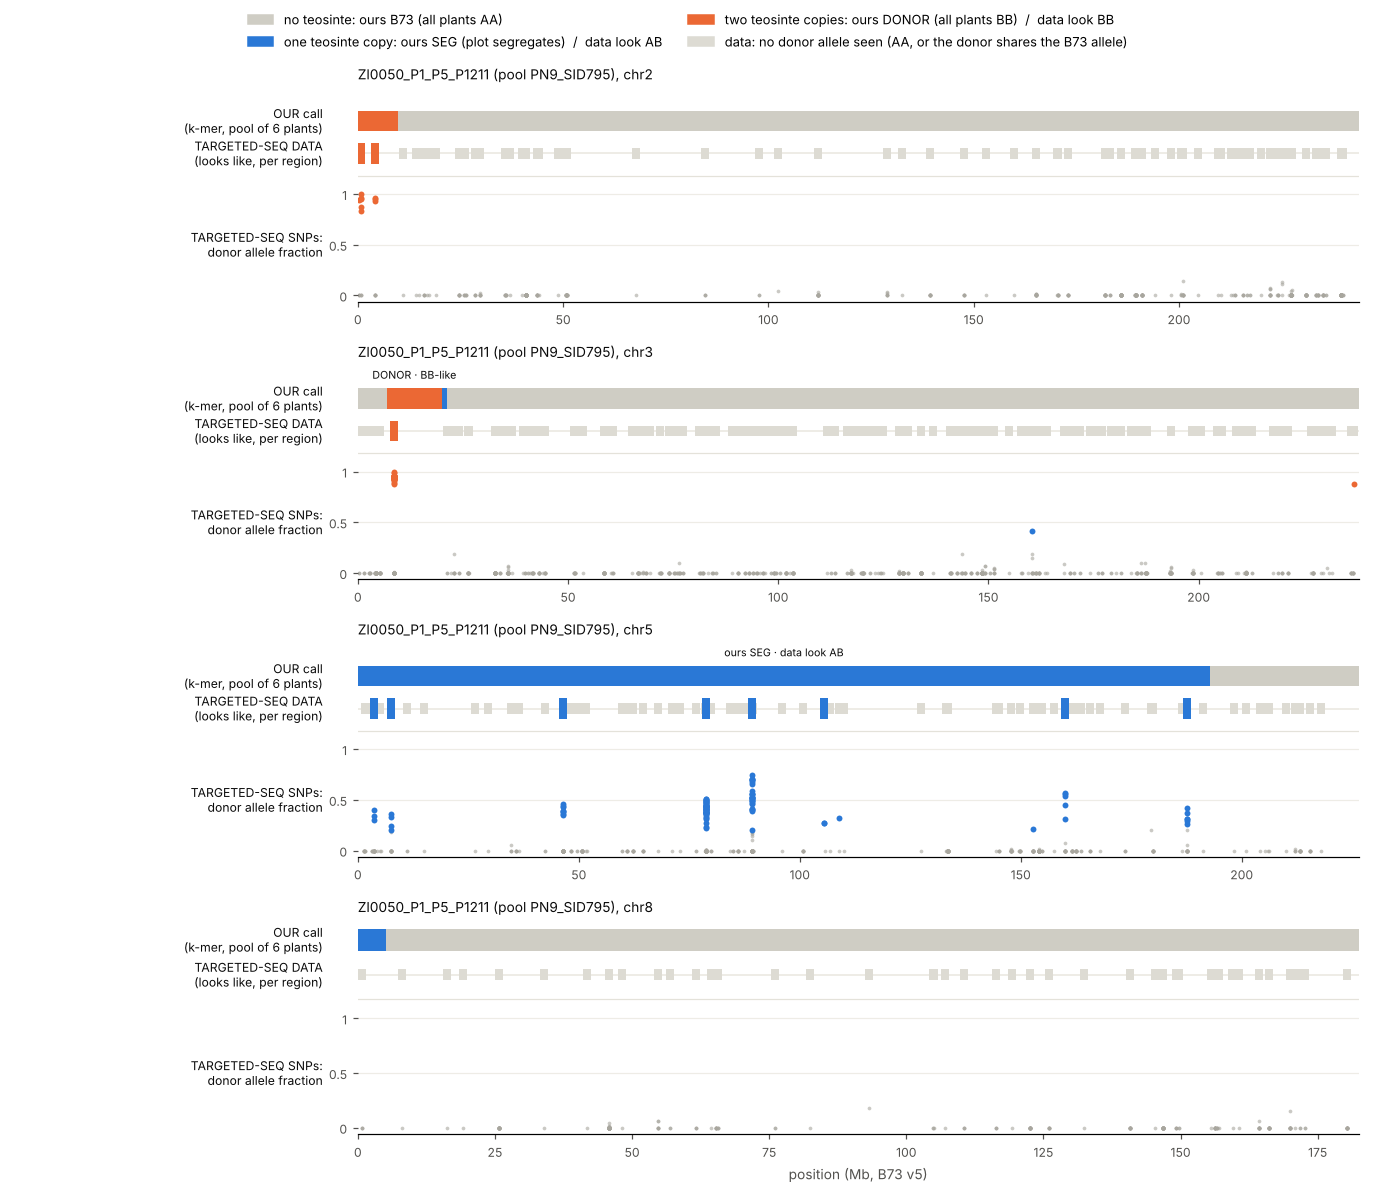 no teosinte: ours B73 (all plants AA)
two teosinte copies: ours DONOR (all plants BB)  /  data look BB
one teosinte copy: ours SEG (plot segregates)  /  data look AB
data: no donor allele seen (AA, or the donor shares the B73 allele)
ZI0050_P1_P5_P1211 (pool PN9_SID795), chr2
OUR call
(k-mer, pool of 6 plants)
TARGETED-SEQ DATA
(looks like, per region)
1
TARGETED-SEQ SNPs:
donor allele fraction
0.5
0
0 50 100 150 200
ZI0050_P1_P5_P1211 (pool PN9_SID795), chr3
DONOR · BB-like
OUR call
(k-mer, pool of 6 plants)
TARGETED-SEQ DATA
(looks like, per region)
1
TARGETED-SEQ SNPs:
donor allele fraction
0.5
0
0 50 100 150 200
ZI0050_P1_P5_P1211 (pool PN9_SID795), chr5
ours SEG · data look AB
OUR call
(k-mer, pool of 6 plants)
TARGETED-SEQ DATA
(looks like, per region)
1
TARGETED-SEQ SNPs:
donor allele fraction
0.5
0
0 50 100 150 200
ZI0050_P1_P5_P1211 (pool PN9_SID795), chr8
OUR call
(k-mer, pool of 6 plants)
TARGETED-SEQ DATA
(looks like, per region)
1
TARGETED-SEQ SNPs:
donor allele fraction
0.5
0
0 25 50 75 100 125 150 175
position (Mb, B73 v5)